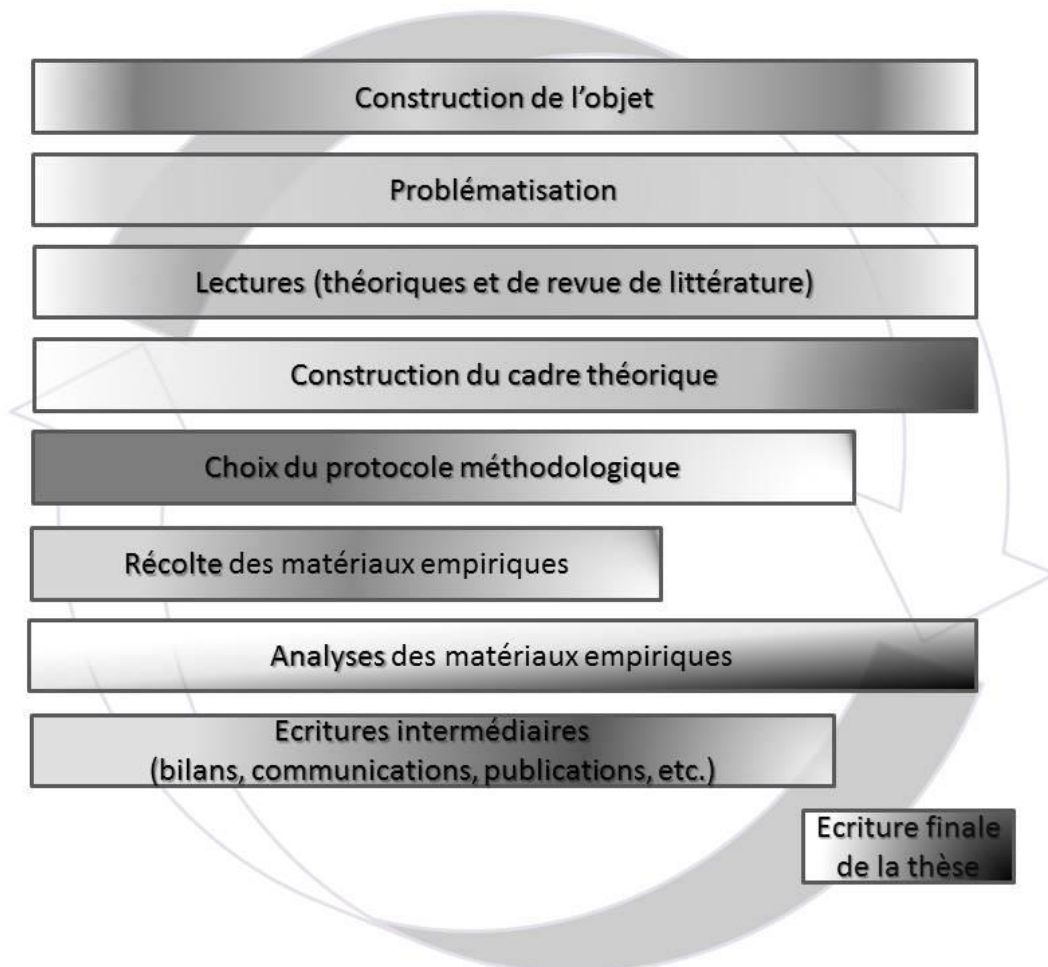 Construction de l’objet
Problématisation
Lectures (théoriques et de revue de littérature)
Construction du cadre théorique
Choix du protocole méthodologique
Récolte des matériaux empiriques
Analyses des matériaux empiriques
Ecritures intermédiaires
(bilans, communications, publications, etc.)
Ecriture finale
de la thèse